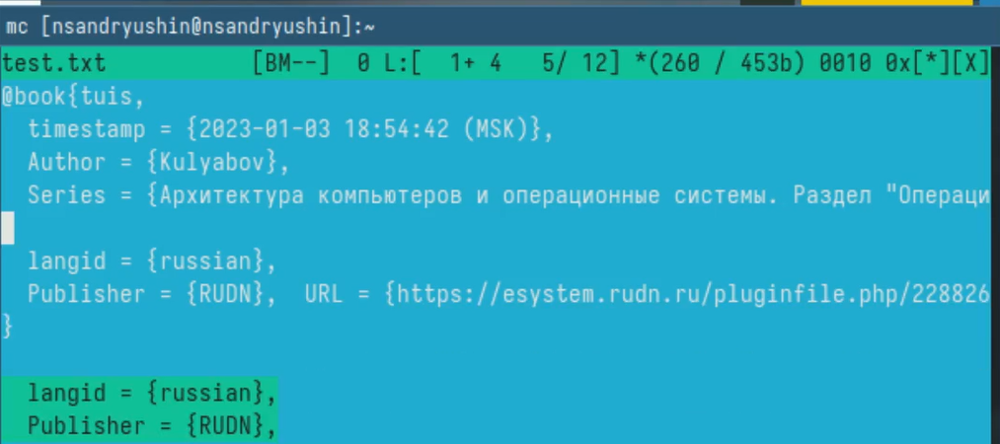 mc [nsandryushin@nsandryushin]:~
test.txt [BM--] 0 L:[ 1+ 4 5/ 12] *(260 / 453b) 0010 0x[*][X]
@book{tuis,
timestamp = {2023-01-03 18:54:42 (MSK)},
Author = {Kulyabov},
Series = {Архитектура компьютеров и операционные системы. Раздел "Операци
langid = {russian},
Publisher = {RUDN}, URL = {https://esystem.rudn.ru/pluginfile.php/228826
}
langid = {russian},
Publisher = {RUDN},